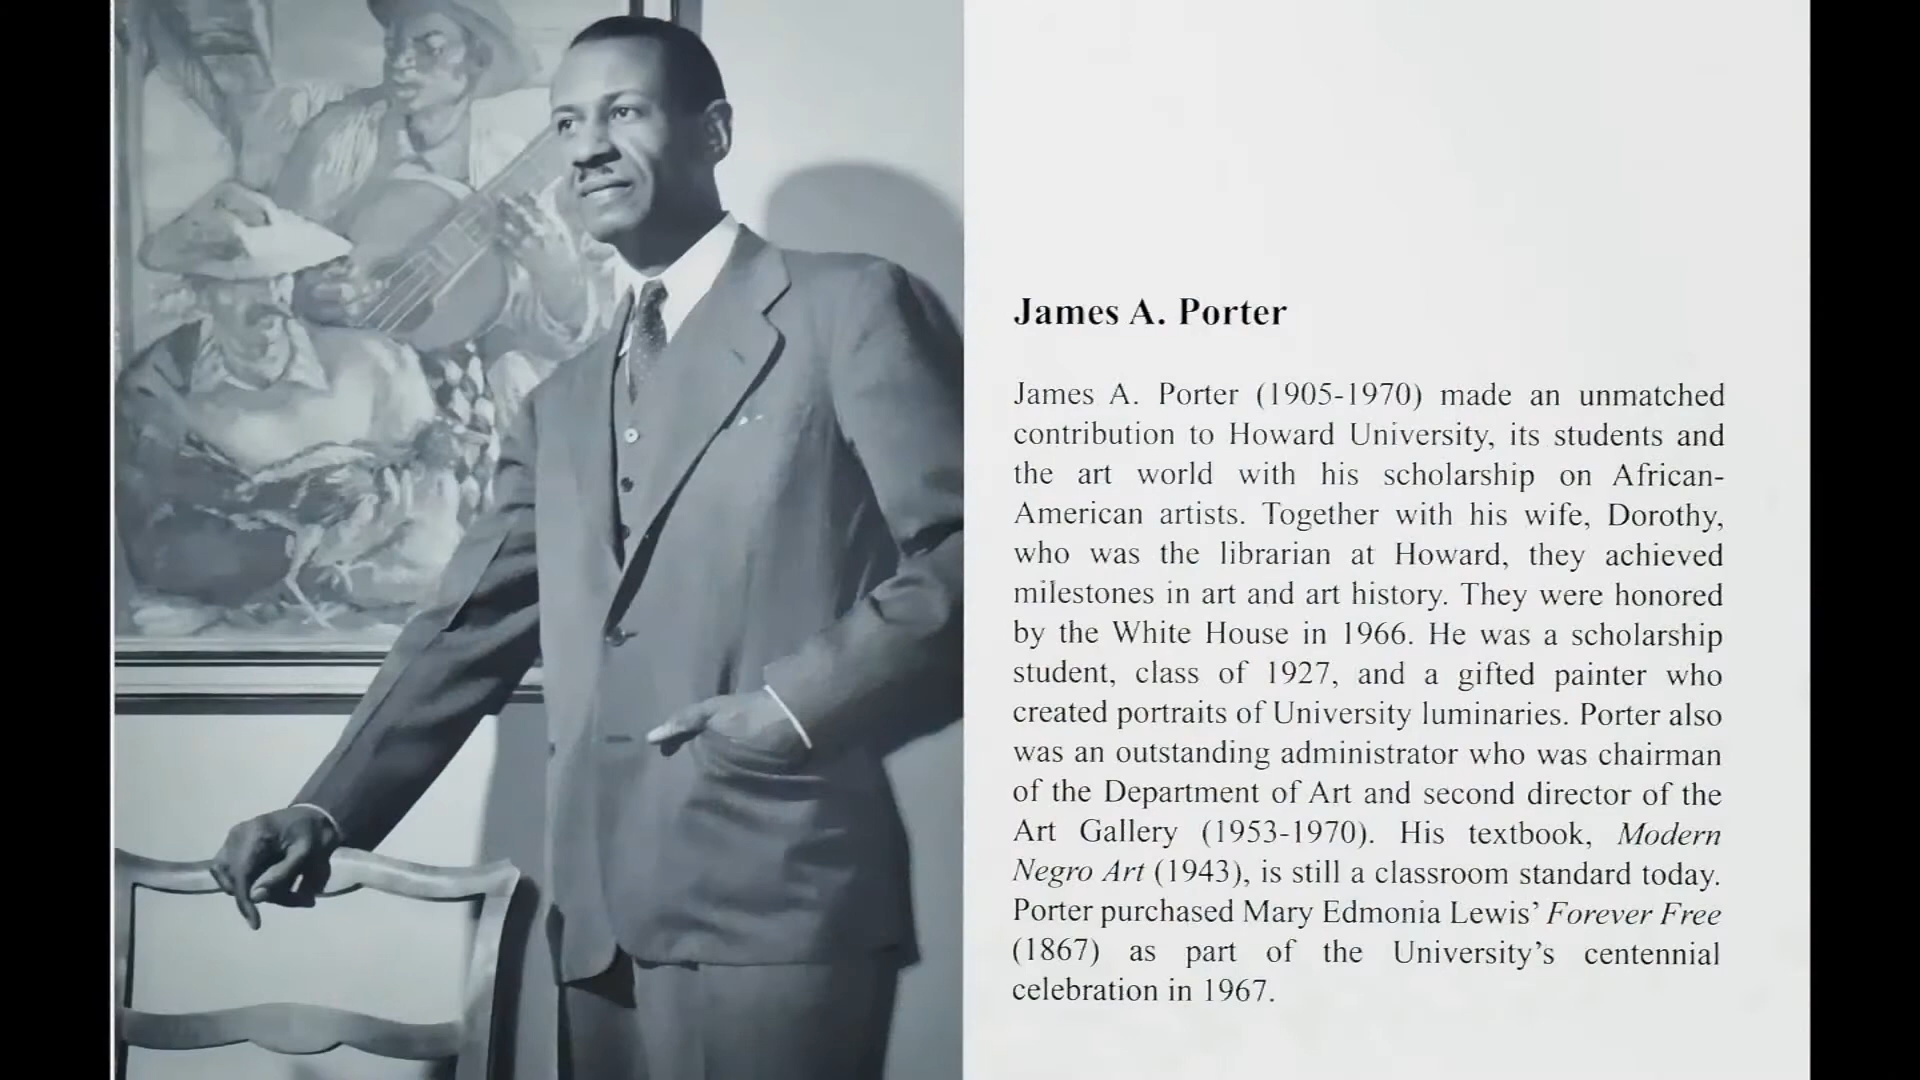 James A. Porter
James A. Porter (1905-1970) made an unmatched
contribution to Howard University, its students and
the art world with his scholarship on African-
American artists. Together with his wife, Dorothy,
who was the librarian at Howard, they achieved
milestones in art and art history. They were honored
by the White House in 1966. He was a scholarship
student, class of 1927, and a gifted painter who
created portraits of University luminaries. Porter also
was an outstanding administrator who was chairman
of the Department of Art and second director of the
Art Gallery (1953-1970). His textbook, Modern
Negro Art (1943), is still a classroom standard today.
Porter purchased Mary Edmonia Lewis’ Forever Free
(1867) as part of the University’s centennial
celebration in 1967.